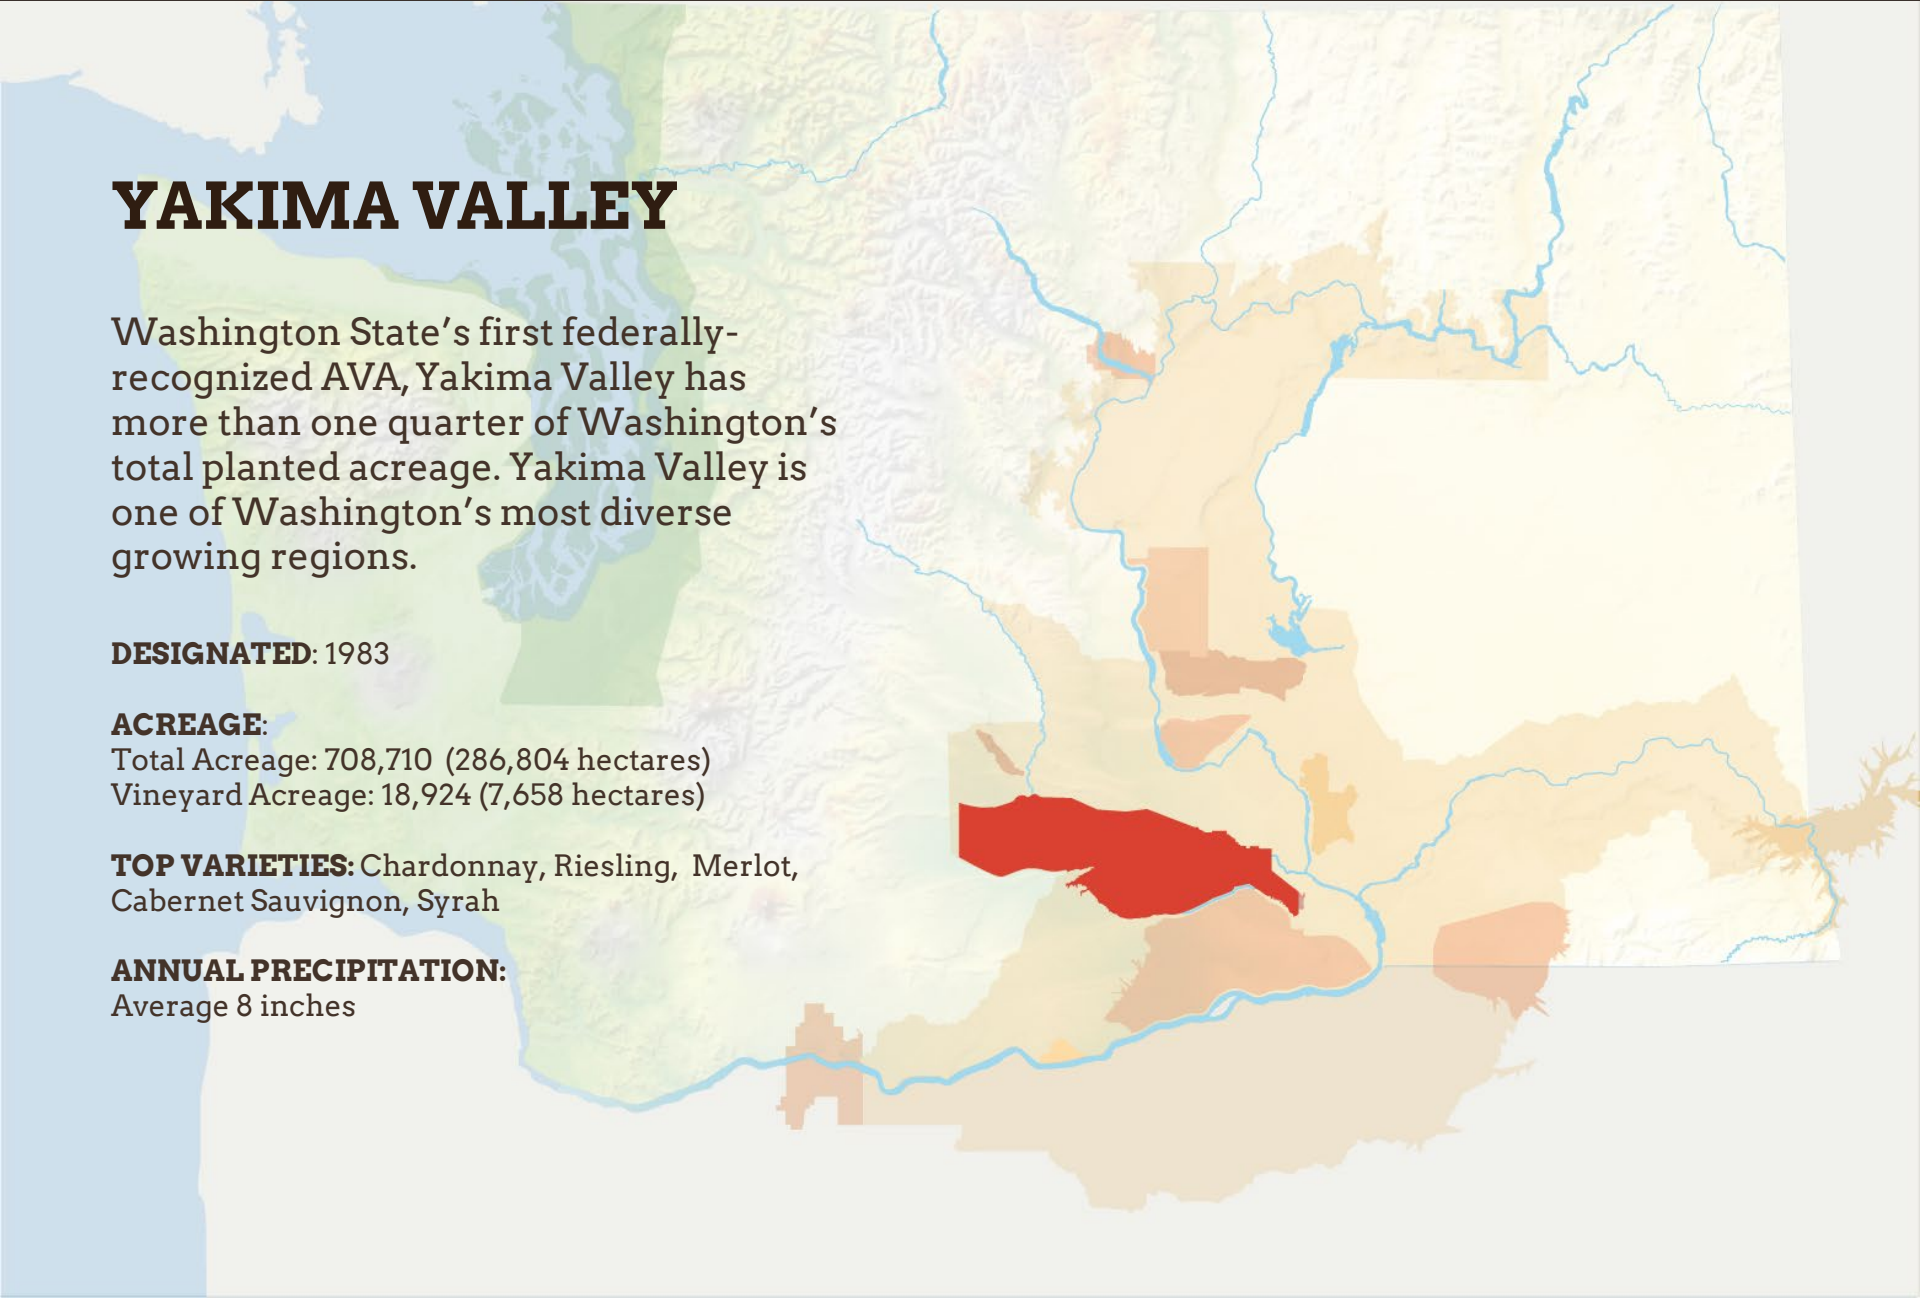 YAKIMA VALLEY
Washington State’s first federally-
recognized AVA, Yakima Valley has
more than one quarter of Washington’s
total planted acreage. Yakima Valley is
one of Washington’s most diverse
growing regions.
DESIGNATED: 1983
ACREAGE:
Total Acreage: 708,710 (286,804 hectares)
Vineyard Acreage: 18,924 (7,658 hectares)
TOP VARIETIES: Chardonnay, Riesling, Merlot,
Cabernet Sauvignon, Syrah
ANNUAL PRECIPITATION:
Average 8 inches